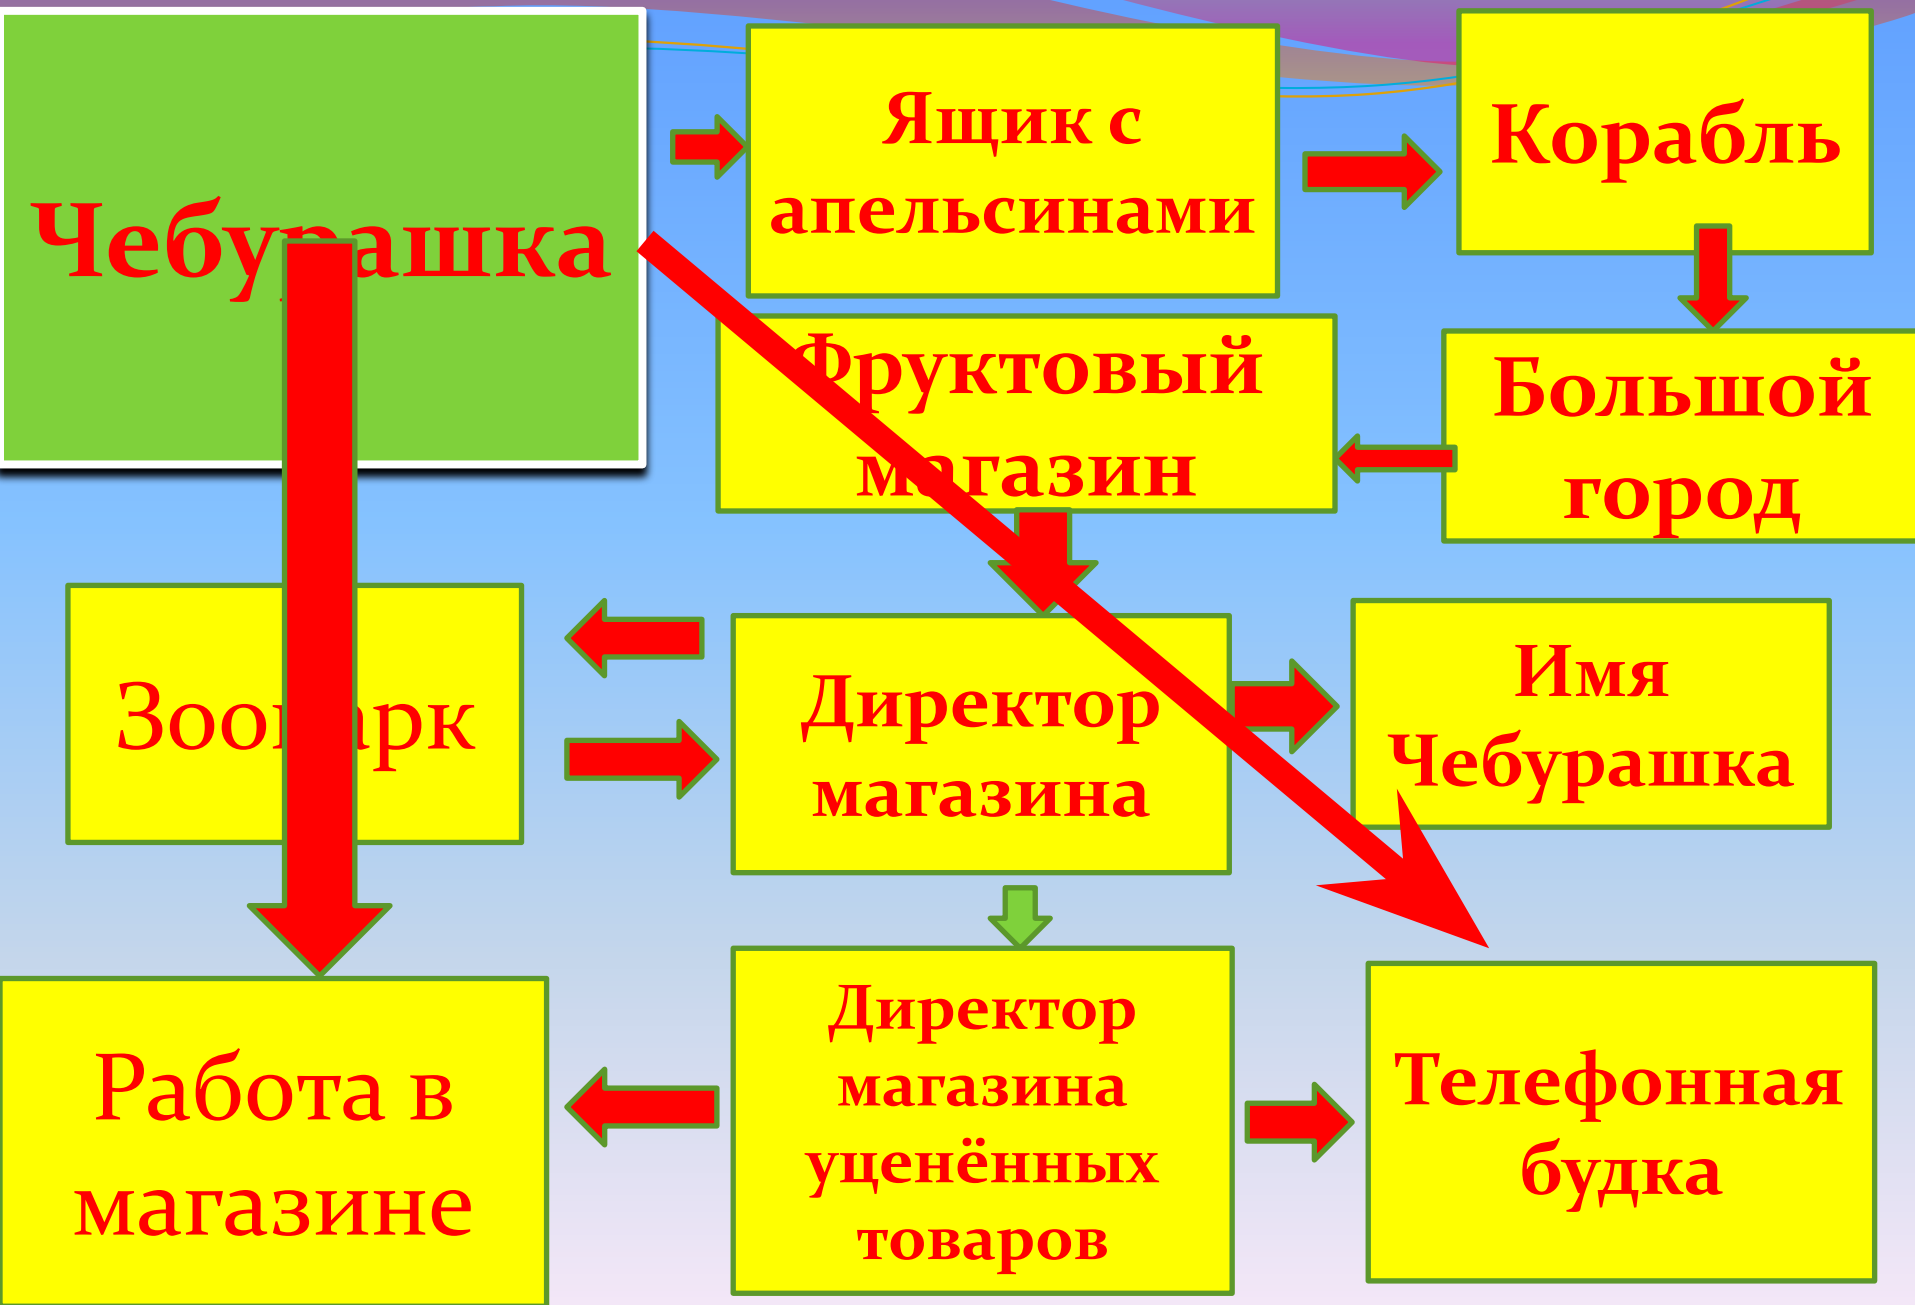 Чебурашка
Ящик с
апельсинами
Корабль
Фруктовый
магазин
Большой
город
Зоопарк
Директор
магазина
Имя
Чебурашка
Работа в
магазине
Директор
магазина
уценённых
товаров
Телефонная
будка